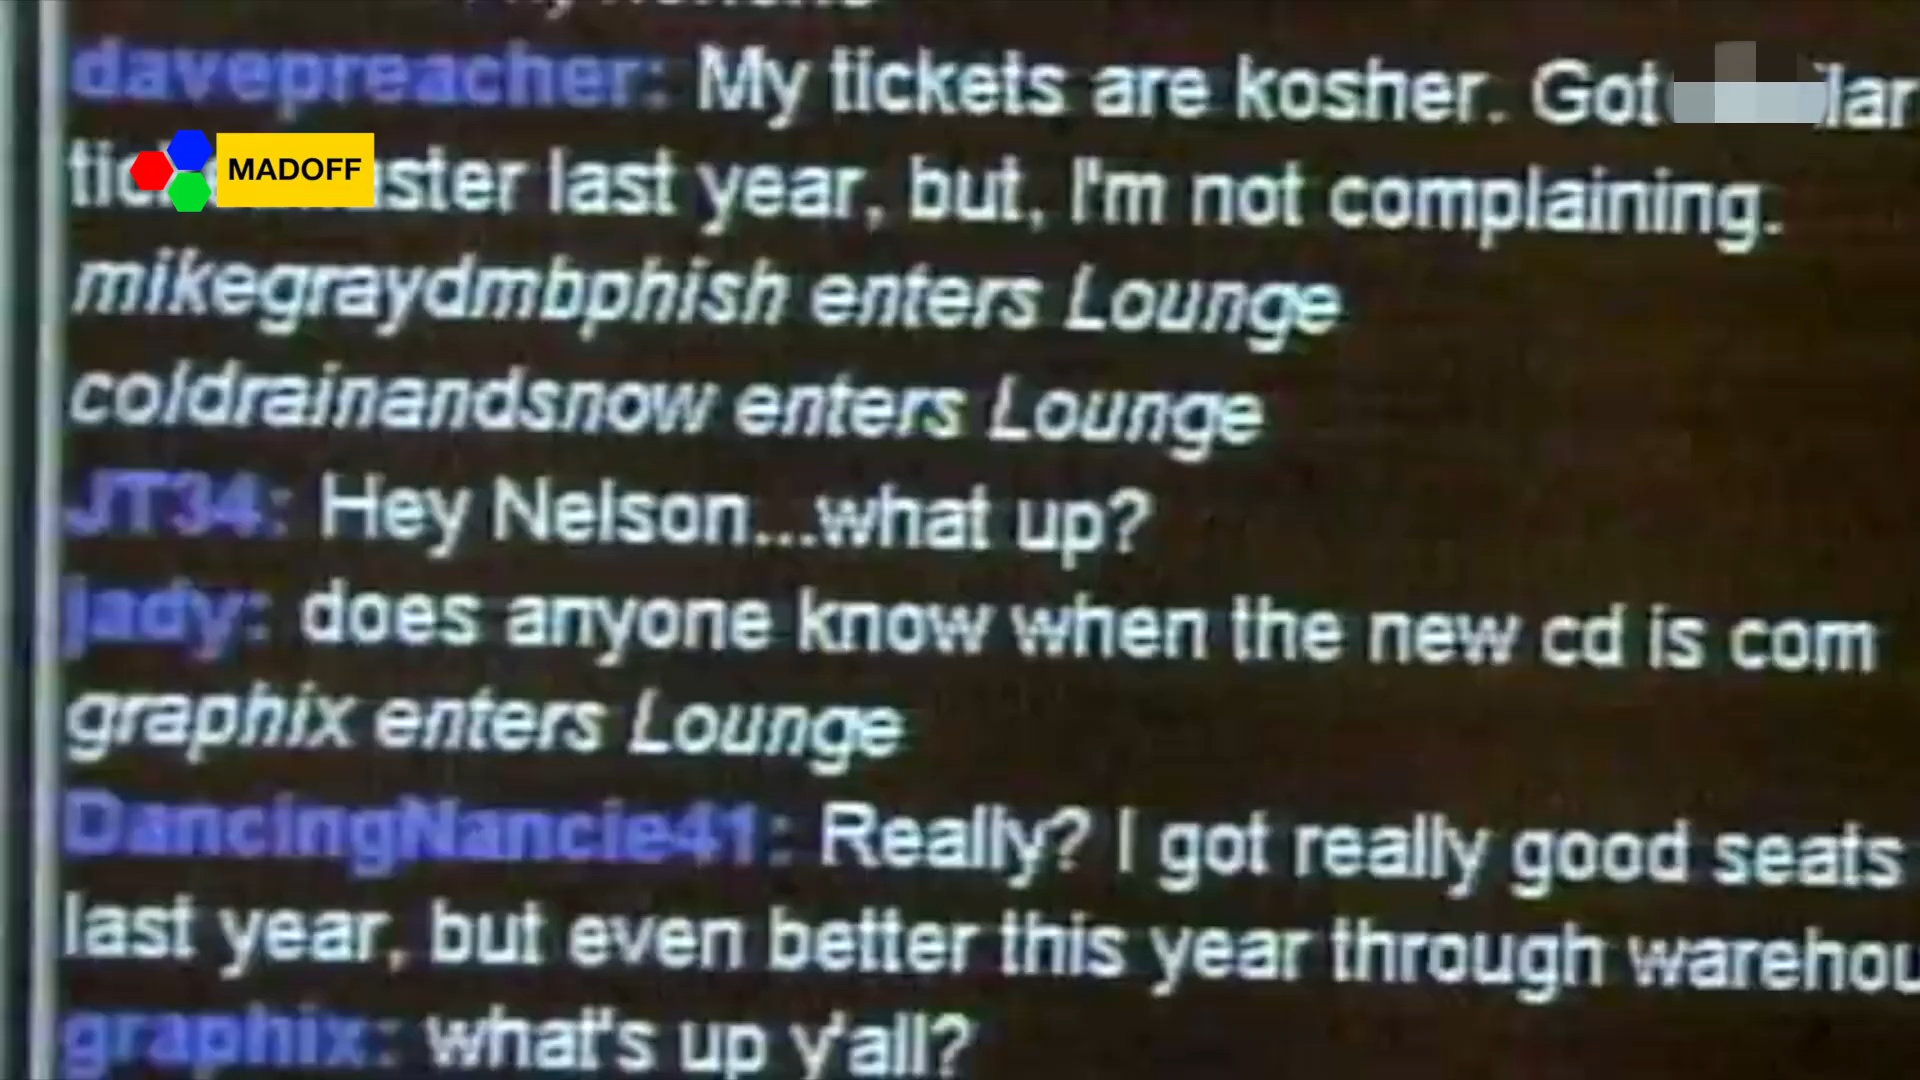 davepreacher: My tickets are kosher. Got
last year, but, I'm not complaining.
MADOFF
mikegraydmbphish enters Lounge
coldrainandsnow enters Lounge
JT34: Hey Nelson...what up?
jady: does anyone know when the new cd is com
graphix enters Lounge
DancingNancie41: Really? I got really good seats
last year, but even better this year through warehou
graphix: what's up y'all?